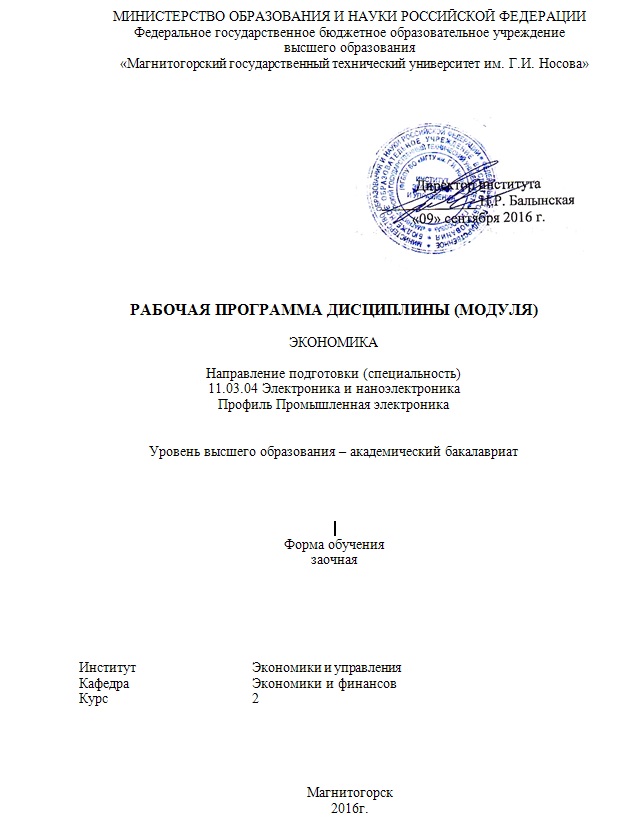 МИНИСТЕРСТВО ОБРАЗОВАНИЯ И НАУКИ РОССИЙСКОЙ ФЕДЕРАЦИИ
Федеральное государственное бюджетное образовательное учреждение
высшего образования
«Магнитогорский государственный технический университет им. Г.И. Носова»
Директор института
Н.Р. Балынская
«09» сентября 2016 г.
РАБОЧАЯ ПРОГРАММА ДИСЦИПЛИНЫ (МОДУЛЯ)
ЭКОНОМИКА
Направление подготовки (специальность)
11.03.04 Электроника и наноэлектроника
Профиль Промышленная электроника
Уровень высшего образования – академический бакалавриат
Форма обучения
заочная
Институт Экономики и управления
Кафедра Экономики и финансов
Курс 2
Магнитогорск
2016г.